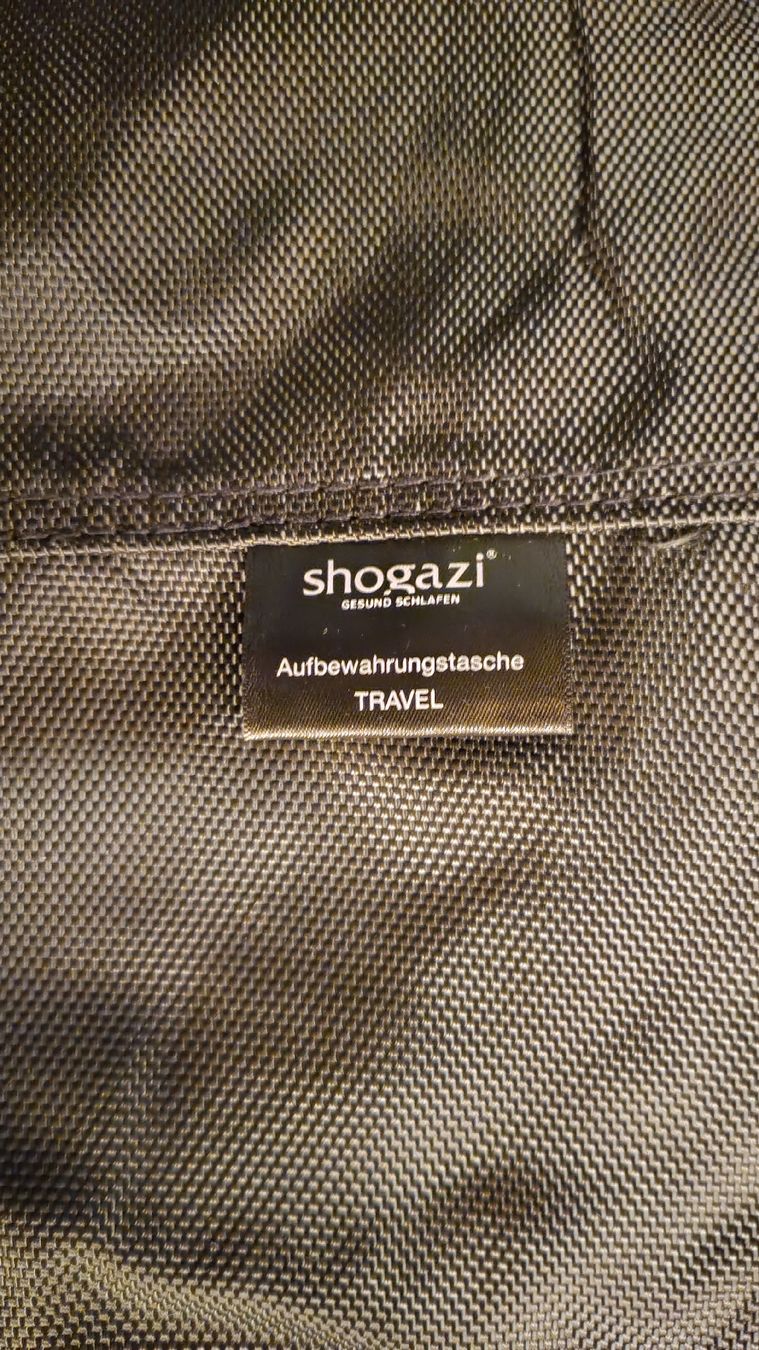 shogazi®
GESUND SCHLAFEN
Aufbewahrungstasche
TRAVEL